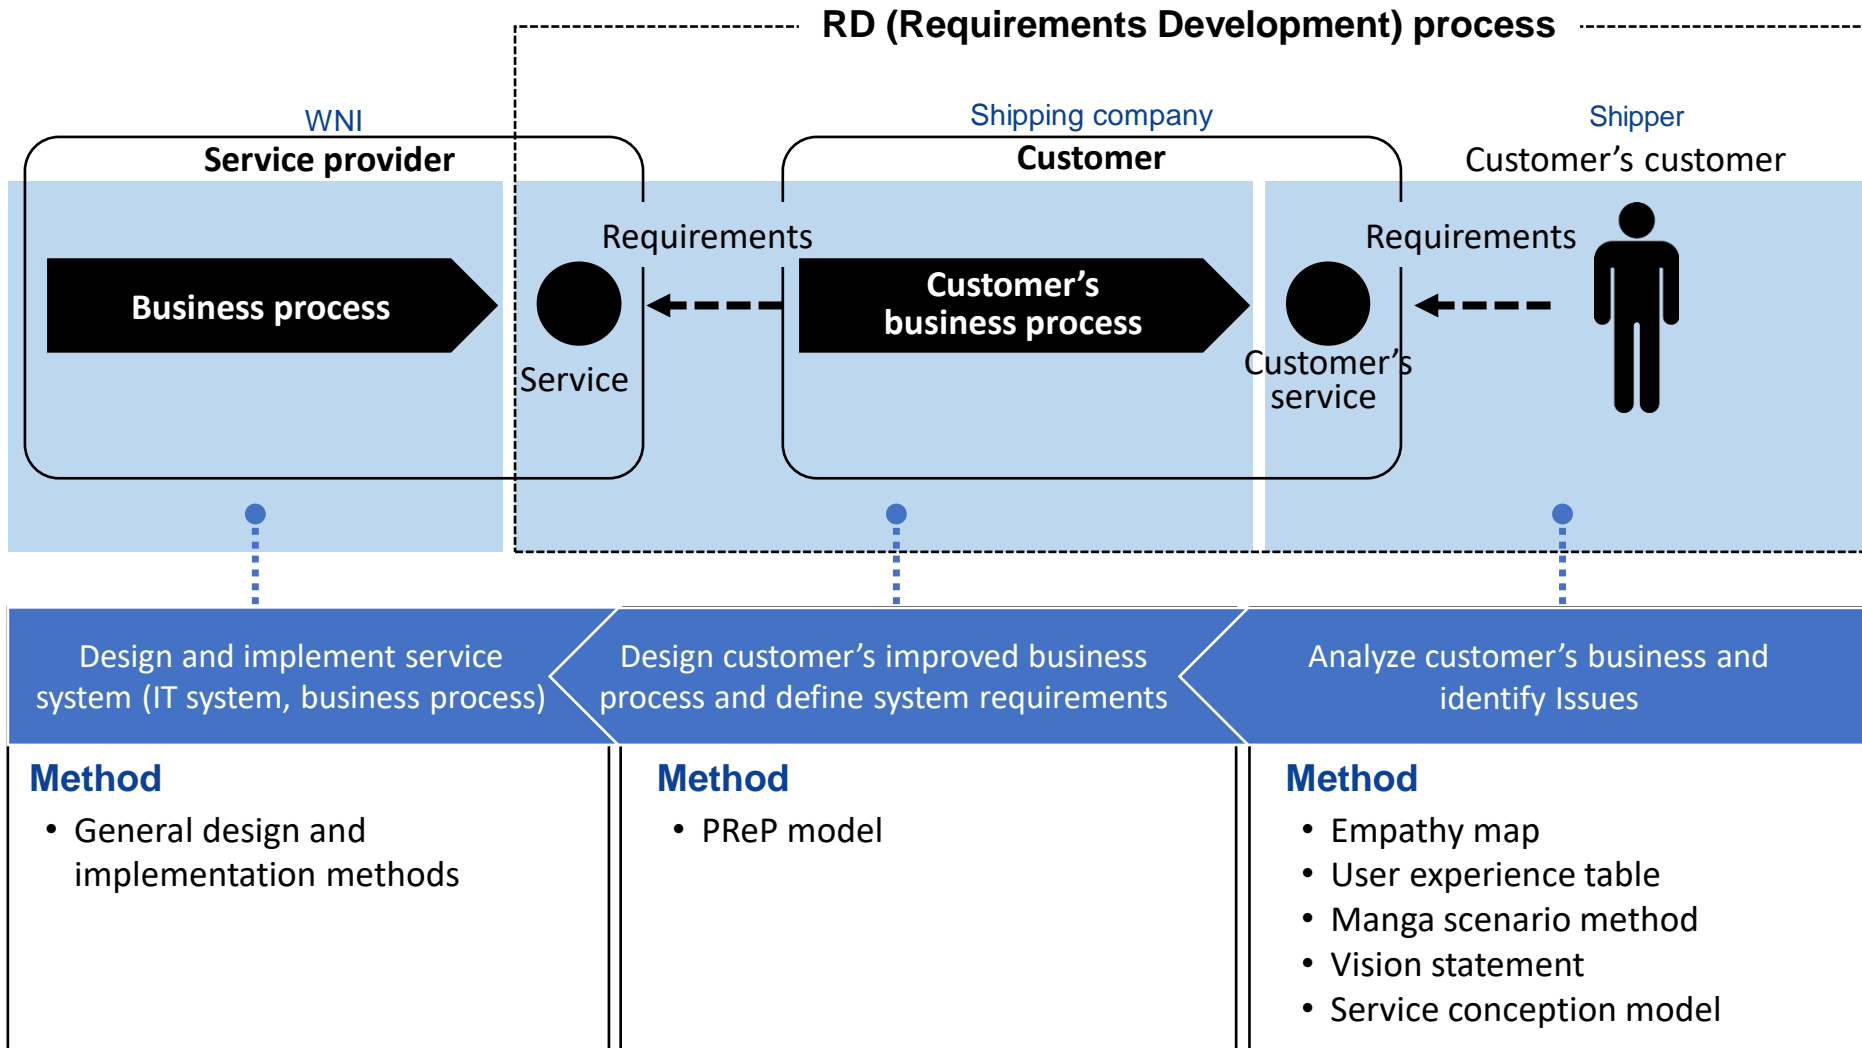 RD (Requirements Development) process
WNI
Service provider
Shipping company
Customer
Shipper
Customer’s customer
Requirements
Requirements
Business process
Service
Customer’s
business process
Customer’s
service
Design and implement service
system (IT system, business process)
Design customer’s improved business
process and define system requirements
Analyze customer’s business and
identify Issues
Method
• General design and
implementation methods
Method
• PReP model
Method
• Empathy map
• User experience table
• Manga scenario method
• Vision statement
• Service conception model